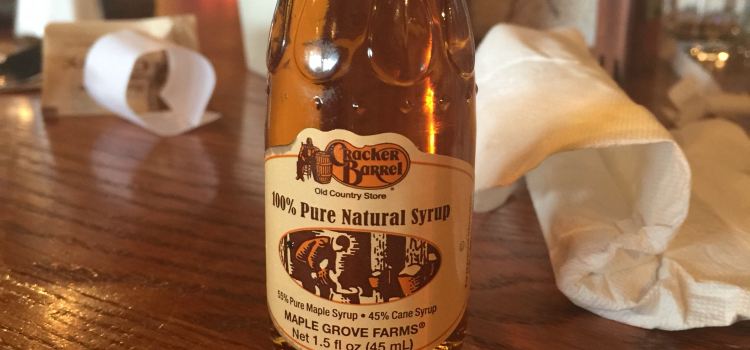 Cracker
Barrel
Old Country Store
100% Pure Natural Syrup
55% Pure Maple Syrup • 45% Cane Syrup
MAPLE GROVE FARMS®
Net 1.5 fl oz (45 mL)